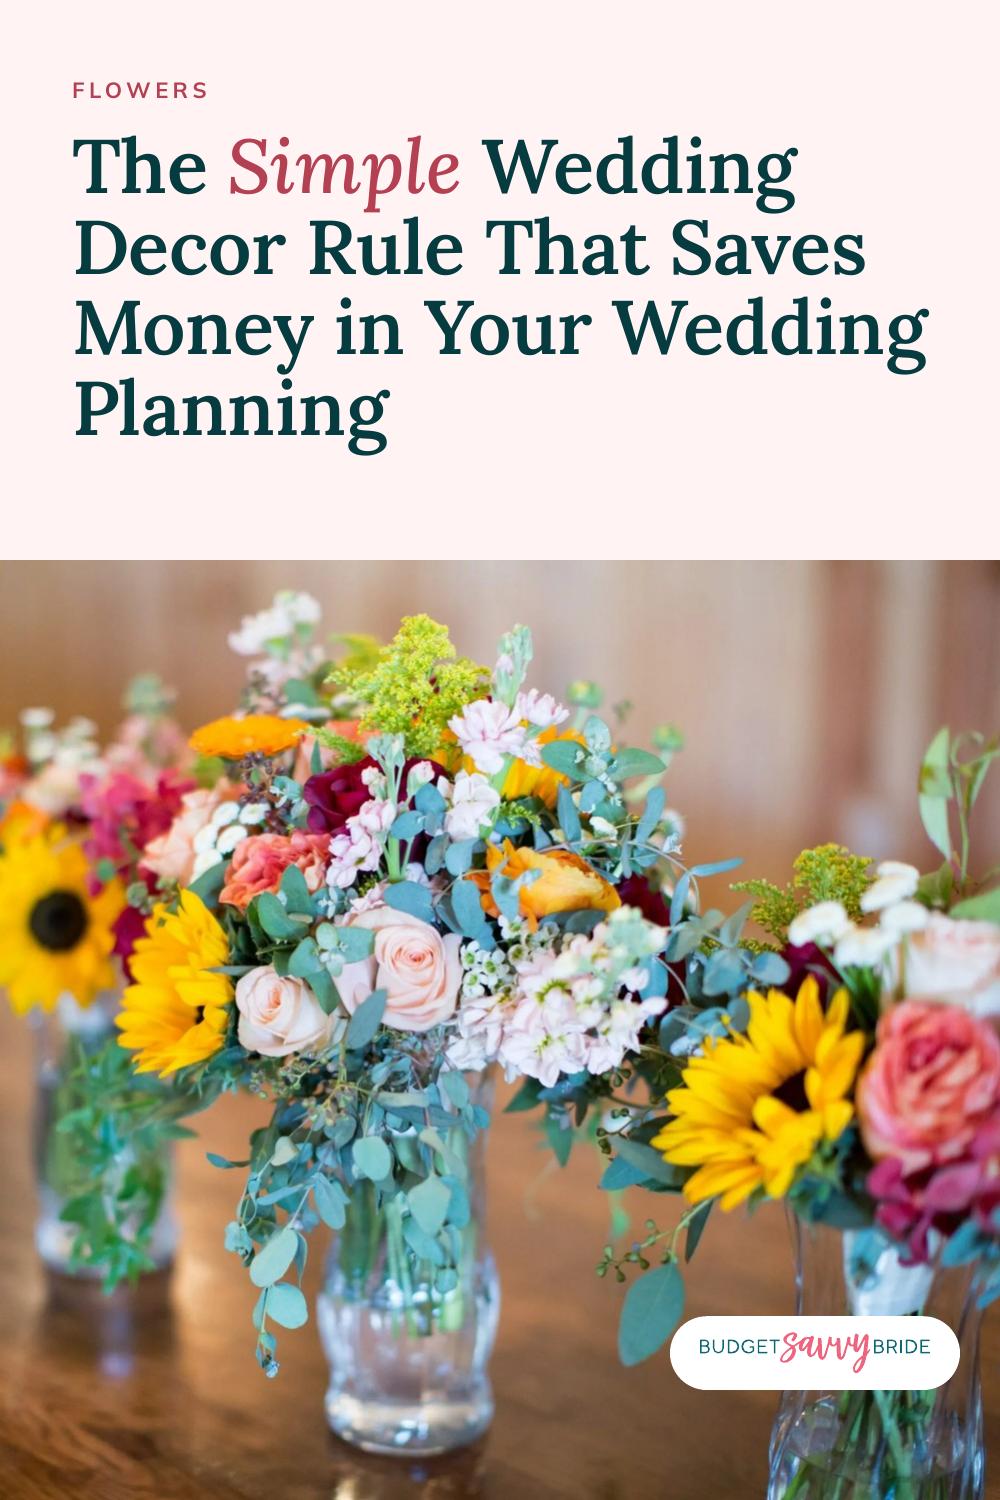 FLOWERS
The Simple Wedding
Decor Rule That Saves
Money in Your Wedding
Planning
BUDGET savvy BRIDE